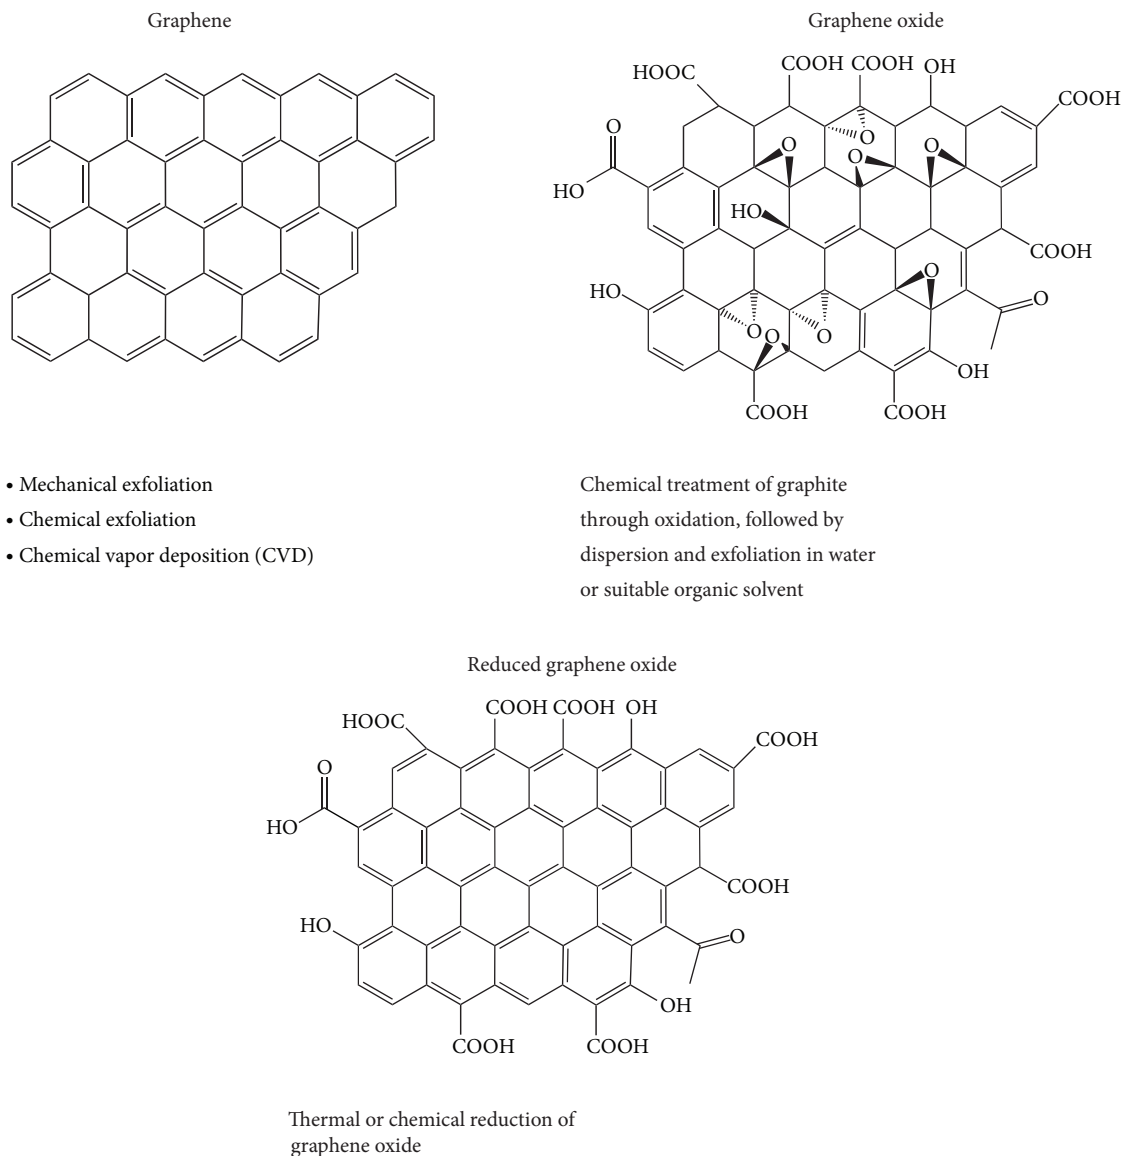 Graphene
Graphene oxide
HOOC
COOH COOH
OH
COOH
O
HO
O
O
O
O
HO
COOH
HO
O
O
O
O
O
OH
COOH
COOH
• Mechanical exfoliation
• Chemical exfoliation
• Chemical vapor deposition (CVD)
Chemical treatment of graphite
through oxidation, followed by
dispersion and exfoliation in water
or suitable organic solvent
Reduced graphene oxide
HOOC
COOH COOH OH
COOH
O
HO
COOH
HO
O
OH
COOH
COOH
Thermal or chemical reduction of
graphene oxide